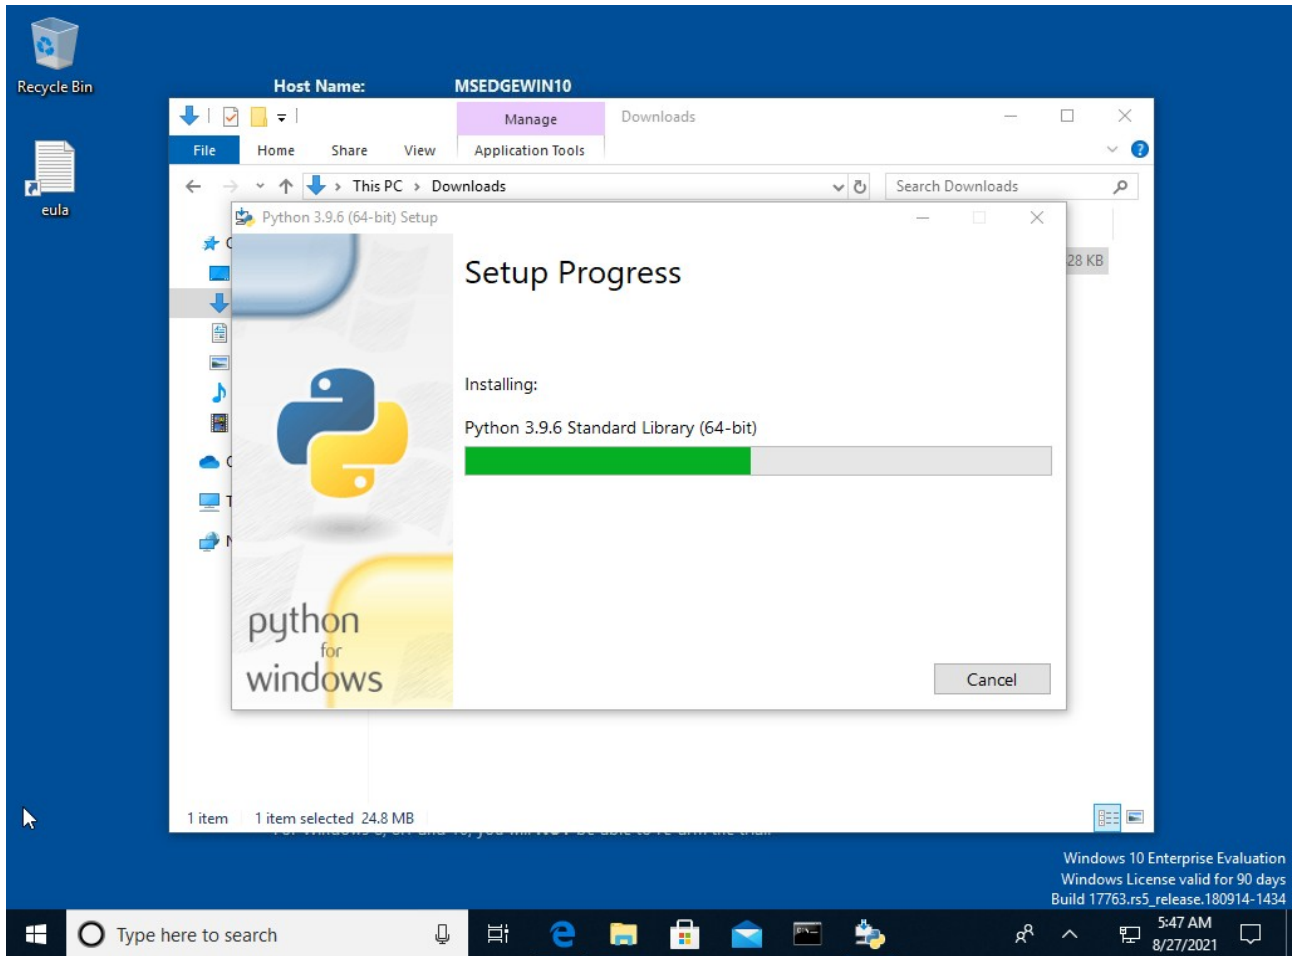 Recycle Bin
eula
Host Name: MSEDGEWIN10
Manage
Downloads
File Home Share View Application Tools
This PC Downloads
Search Downloads
Python 3.9.6 (64-bit) Setup
28 KB
Setup Progress
Installing:
Python 3.9.6 Standard Library (64-bit)
python
for
windows
Cancel
1 item 1 item selected 24.8 MB
Windows 10 Enterprise Evaluation
Windows License valid for 90 days
Build 17763.rs5_release.180914-1434
Type here to search
5:47 AM
8/27/2021